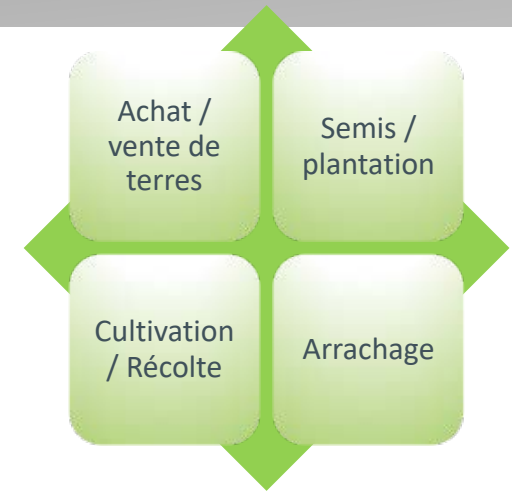 Achat /
vente de
terres
Semis /
plantation
Cultivation
/ Récolte
Arrachage